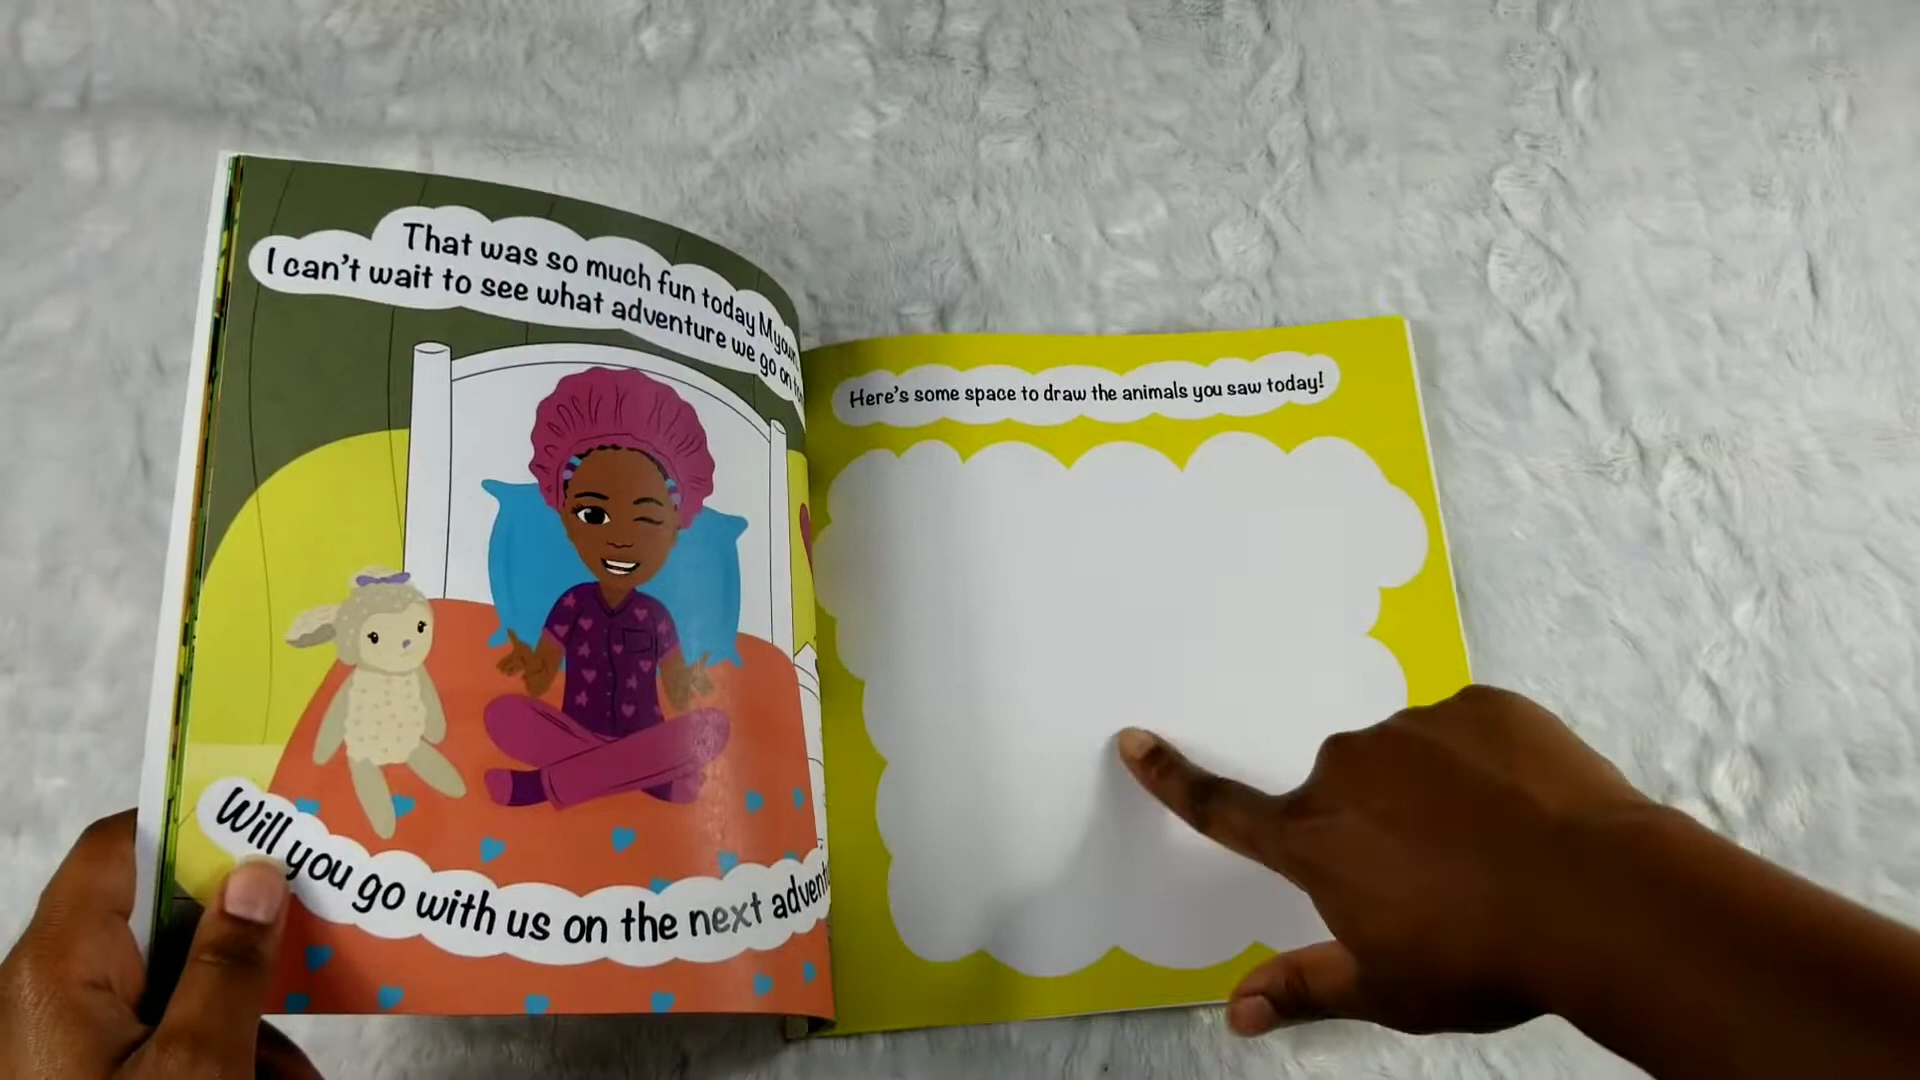 That was so much fun today
I can't wait to see what adventure we go on
Will you go with us on the next
Here's some space to draw the animals you saw today!